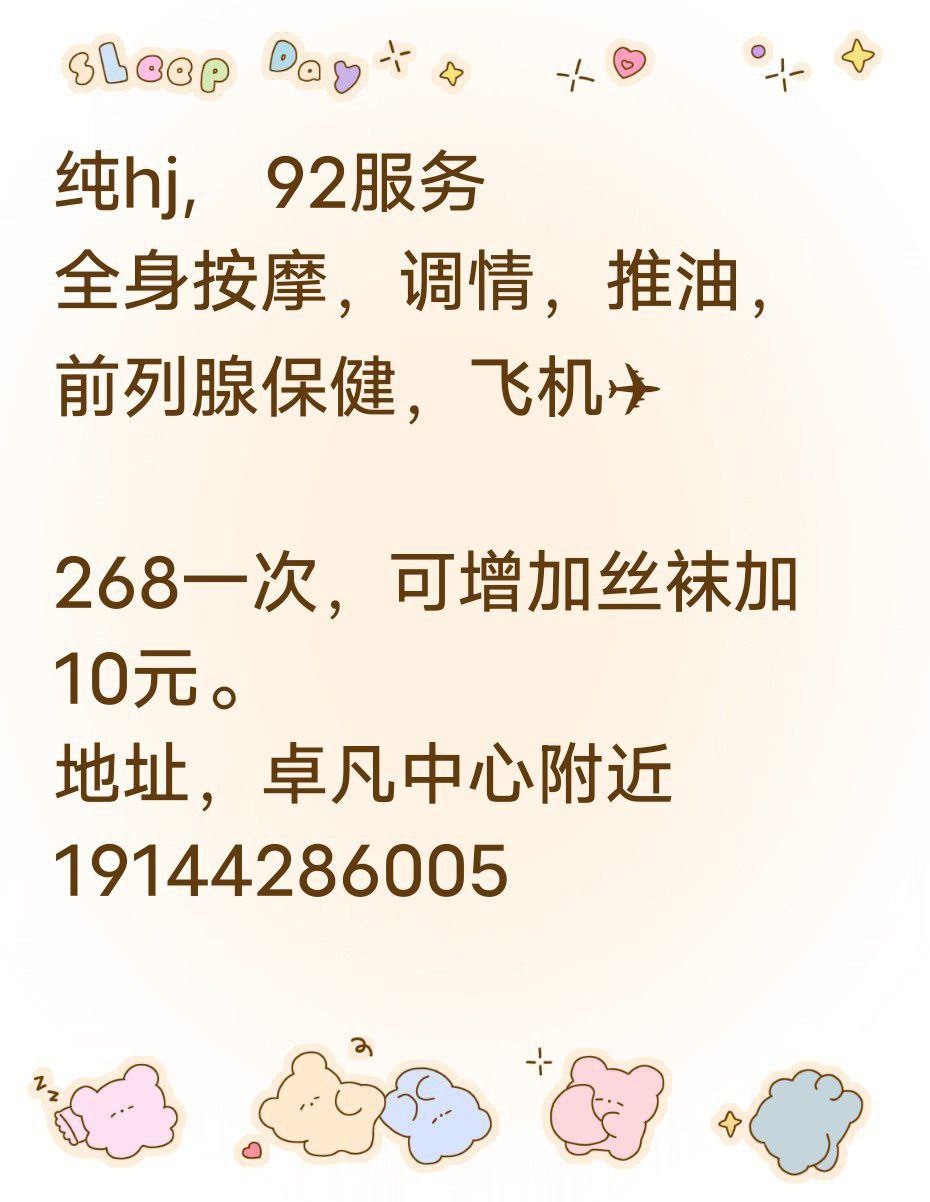 Sleep Day
纯hj， 92服务
全身按摩，调情，推油，
前列腺保健，飞机✈
268一次，可增加丝袜加
10元。
地址，卓凡中心附近
19144286005
zz